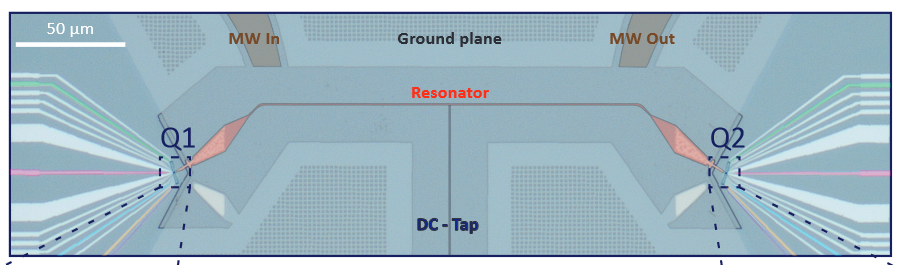 50 µm
MW In
Ground plane
MW Out
Resonator
Q1
Q2
DC - Tap